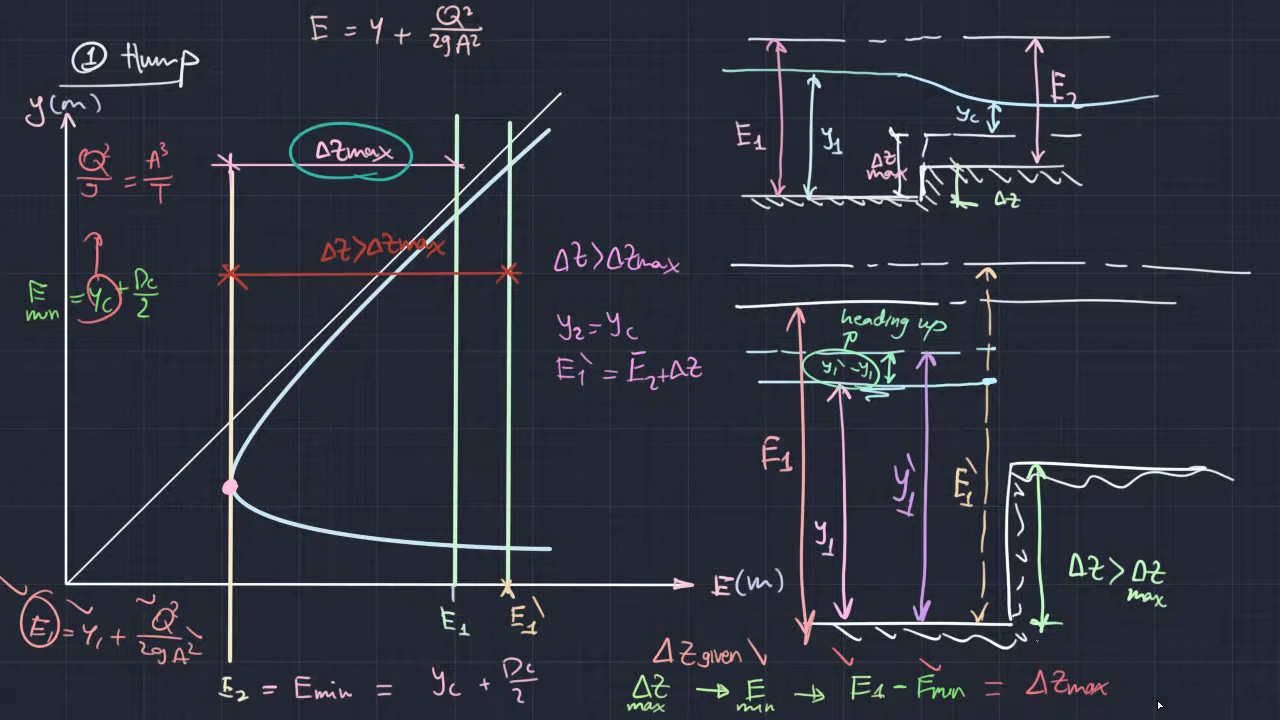 ① Hump
E = y + Q²/2gA²
y(m)
Q²/g = A³/T
E min = yc + Dc/2
ΔZmax
ΔZ>ΔZmax
E1 = y1 + Q²/2gA²
E1
E1`
E(m)
E2 = Emin = yc + Dc/2
ΔZ>ΔZmax
y2 = yc
E1` = E2+ΔZ
E1
y1
ΔZ max
yc
E2
ΔZ
heading up
y1` - y1
E1
y1
y1`
E1`
ΔZ > ΔZ max
ΔZ given
ΔZ max → E min → E1 - Emin = ΔZmax